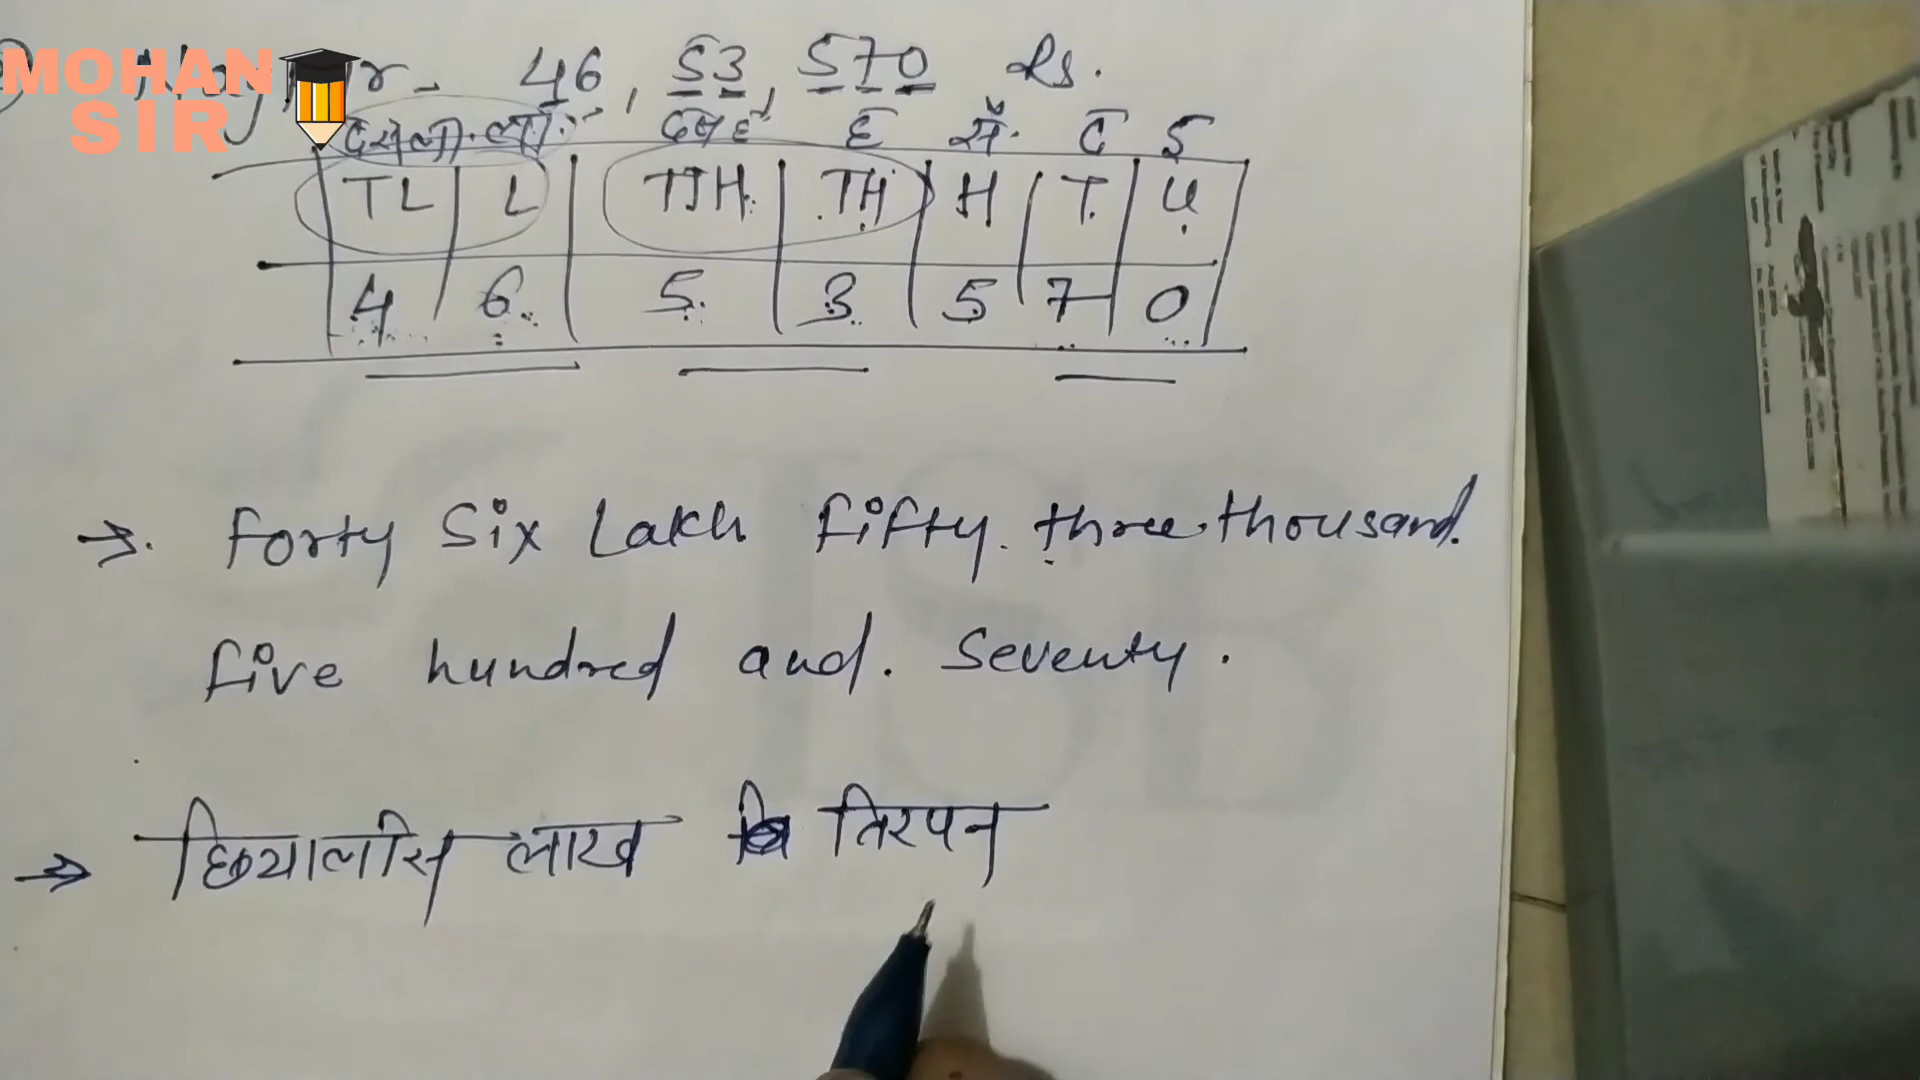 MOHAN
SIR
46, 53, 570 Rs.
TL L TTH TH H T U
4 6 5 3 5 7 0
→. Forty Six Lakh fifty. three thousand.
five hundred and. Seventy.
→ छियालीस लाख तिरपन